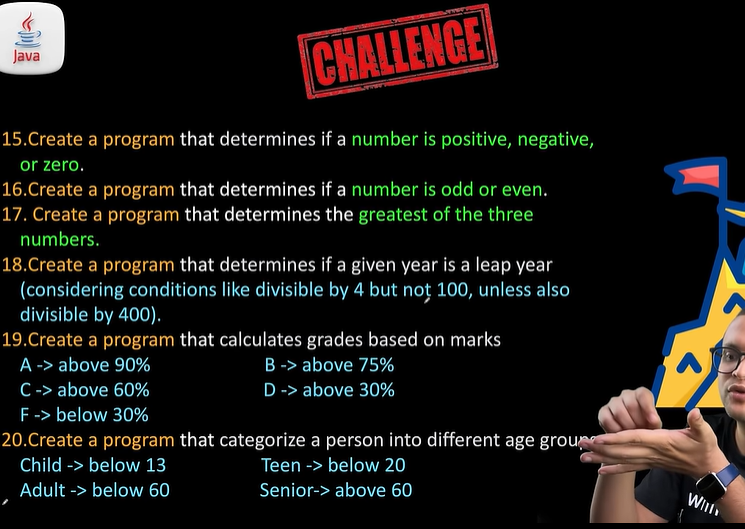 Java
CHALLENGE
15.Create a program that determines if a number is positive, negative,
or zero.
16.Create a program that determines if a number is odd or even.
17. Create a program that determines the greatest of the three
numbers.
18.Create a program that determines if a given year is a leap year
(considering conditions like divisible by 4 but not 100, unless also
divisible by 400).
19.Create a program that calculates grades based on marks
A -> above 90% B -> above 75%
C -> above 60% D -> above 30%
F -> below 30%
20.Create a program that categorize a person into different age groups
Child -> below 13 Teen -> below 20
Adult -> below 60 Senior-> above 60